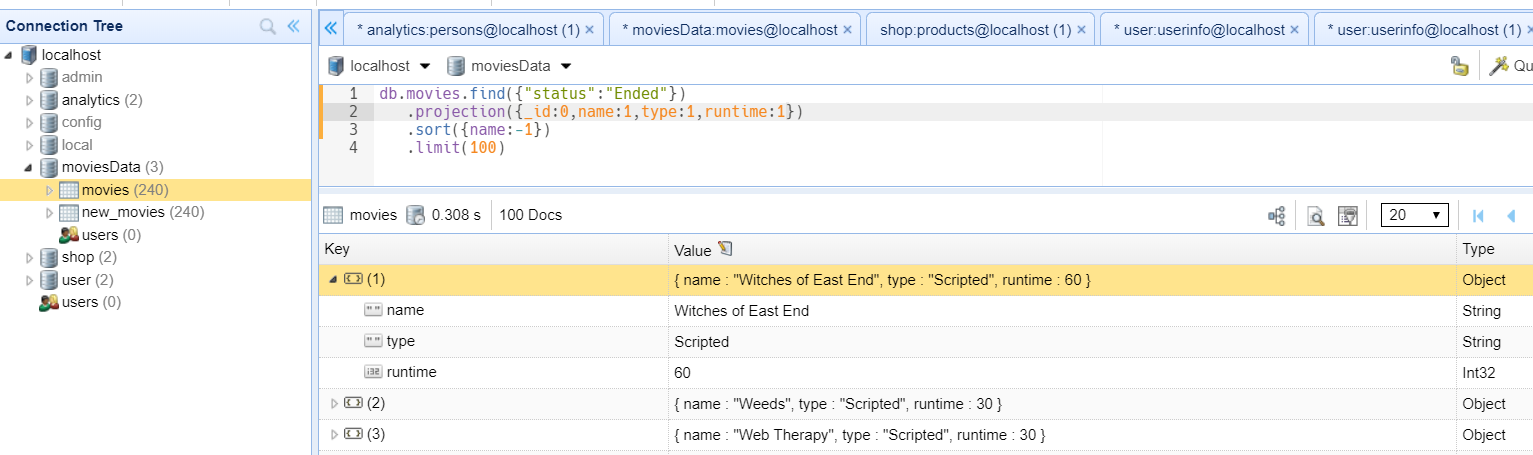 Connection Tree
localhost
admin
analytics (2)
config
local
moviesData (3)
movies (240)
new_movies (240)
users (0)
shop (2)
user (2)
users (0)
* analytics:persons@localhost (1) ×
* moviesData:movies@localhost ×
shop:products@localhost (1) ×
* user:userinfo@localhost ×
* user:userinfo@localhost (1) ×
localhost moviesData Qu
1 db.movies.find({"status":"Ended"})
2 .projection({_id:0,name:1,type:1,runtime:1})
3 .sort({name:-1})
4 .limit(100)
movies 0.308 s 100 Docs 20
Key Value Type
(1) { name : "Witches of East End", type : "Scripted", runtime : 60 } Object
name Witches of East End String
type Scripted String
runtime 60 Int32
(2) { name : "Weeds", type : "Scripted", runtime : 30 } Object
(3) { name : "Web Therapy", type : "Scripted", runtime : 30 } Object